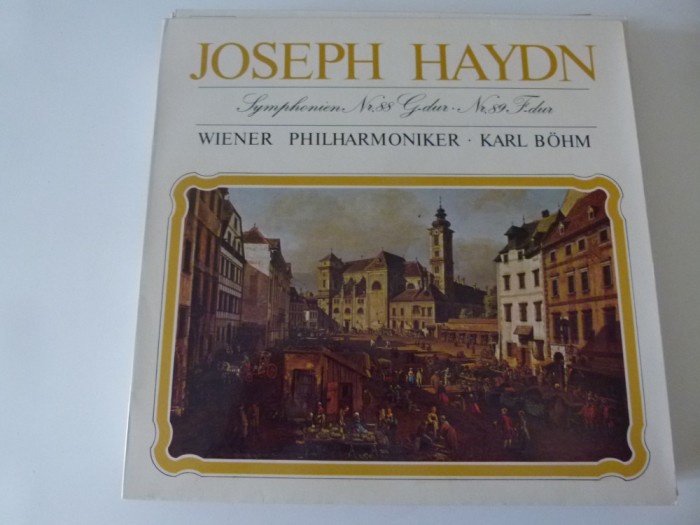 JOSEPH HAYDN
Symphonien Nr. 88 G-dur · Nr. 89 F-dur
WIENER PHILHARMONIKER · KARL BÖHM